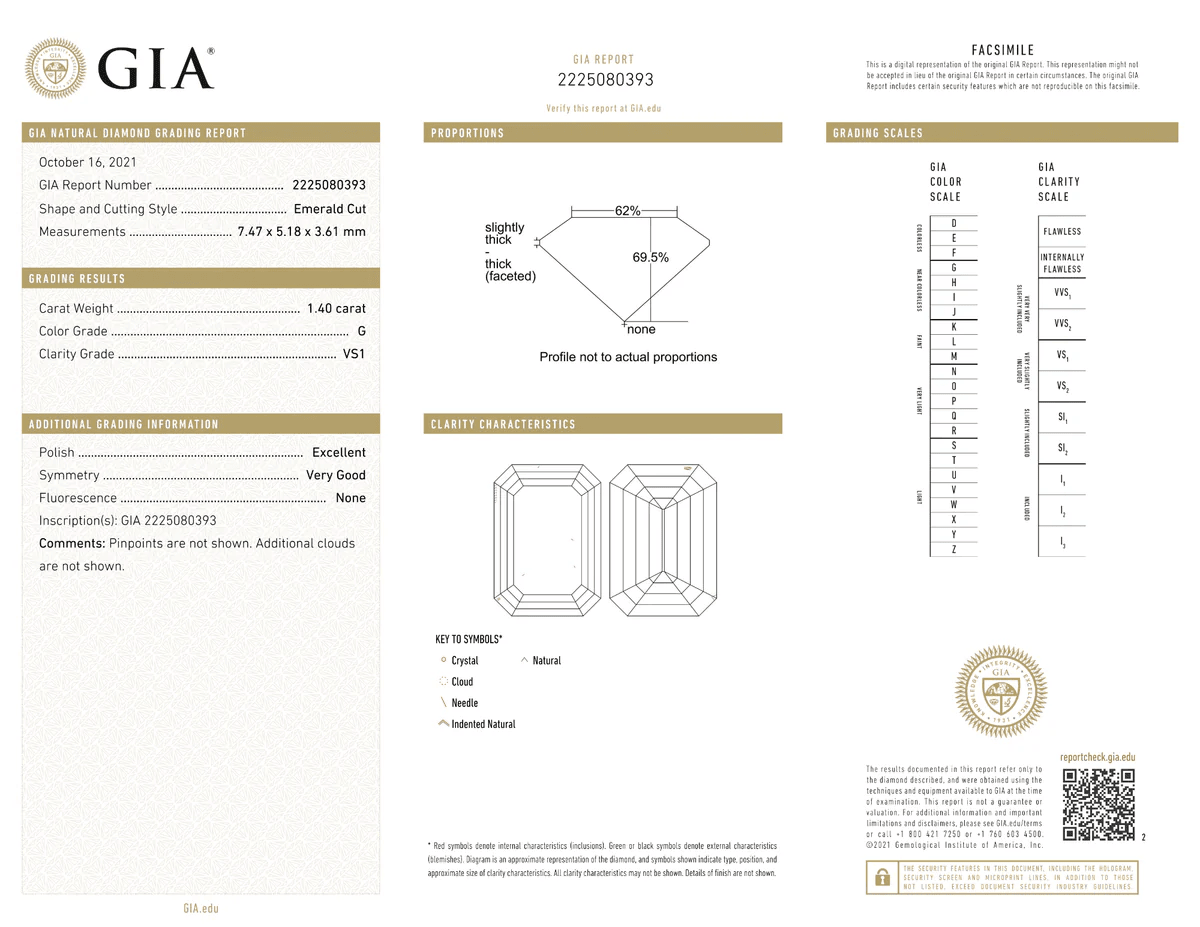 GIA®
GIA REPORT
2225080393
Verify this report at GIA.edu
FACSIMILE
This is a digital representation of the original GIA Report. This representation might not
be accepted in lieu of the original GIA Report in certain circumstances. The original GIA
Report includes certain security features which are not reproducible on this facsimile.
GIA NATURAL DIAMOND GRADING REPORT
October 16, 2021
GIA Report Number ........................................ 2225080393
Shape and Cutting Style ................................. Emerald Cut
Measurements ................................ 7.47 x 5.18 x 3.61 mm
GRADING RESULTS
Carat Weight ......................................................... 1.40 carat
Color Grade .......................................................................... G
Clarity Grade .................................................................... VS1
ADDITIONAL GRADING INFORMATION
Polish ...................................................................... Excellent
Symmetry ............................................................. Very Good
Fluorescence ................................................................ None
Inscription(s): GIA 2225080393
Comments: Pinpoints are not shown. Additional clouds
are not shown.
GIA.edu
PROPORTIONS
62%
slightly
thick
-
thick
(faceted)
69.5%
none
Profile not to actual proportions
CLARITY CHARACTERISTICS
KEY TO SYMBOLS*
Crystal
Natural
Cloud
Needle
Indented Natural
* Red symbols denote internal characteristics (inclusions). Green or black symbols denote external characteristics
(blemishes). Diagram is an approximate representation of the diamond, and symbols shown indicate type, position, and
approximate size of clarity characteristics. All clarity characteristics may not be shown. Details of finish are not shown.
GRADING SCALES
GIA
COLOR
SCALE
COLORLESS
D
E
F
NEAR COLORLESS
G
H
I
J
FAINT
K
L
M
VERY LIGHT
N
O
P
Q
R
LIGHT
S
T
U
V
W
X
Y
Z
GIA
CLARITY
SCALE
FLAWLESS
INTERNALLY
FLAWLESS
VERY VERY
SLIGHTLY INCLUDED
VVS1
VVS2
VERY SLIGHTLY
INCLUDED
VS1
VS2
SLIGHTLY INCLUDED
SI1
SI2
INCLUDED
I1
I2
I3
KNOWLEDGE • INTEGRITY • EXCELLENCE • 1931 •
GIA
reportcheck.gia.edu
The results documented in this report refer only to
the diamond described, and were obtained using the
techniques and equipment available to GIA at the time
of examination. This report is not a guarantee or
valuation. For additional information and important
limitations and disclaimers, please see GIA.edu/terms
or call +1 800 421 7250 or +1 760 603 4500.
©2021 Gemological Institute of America, Inc.
2
THE SECURITY FEATURES IN THIS DOCUMENT, INCLUDING THE HOLOGRAM,
SECURITY SCREEN AND MICROPRINT LINES, IN ADDITION TO THOSE
NOT LISTED, EXCEED DOCUMENT SECURITY INDUSTRY GUIDELINES.